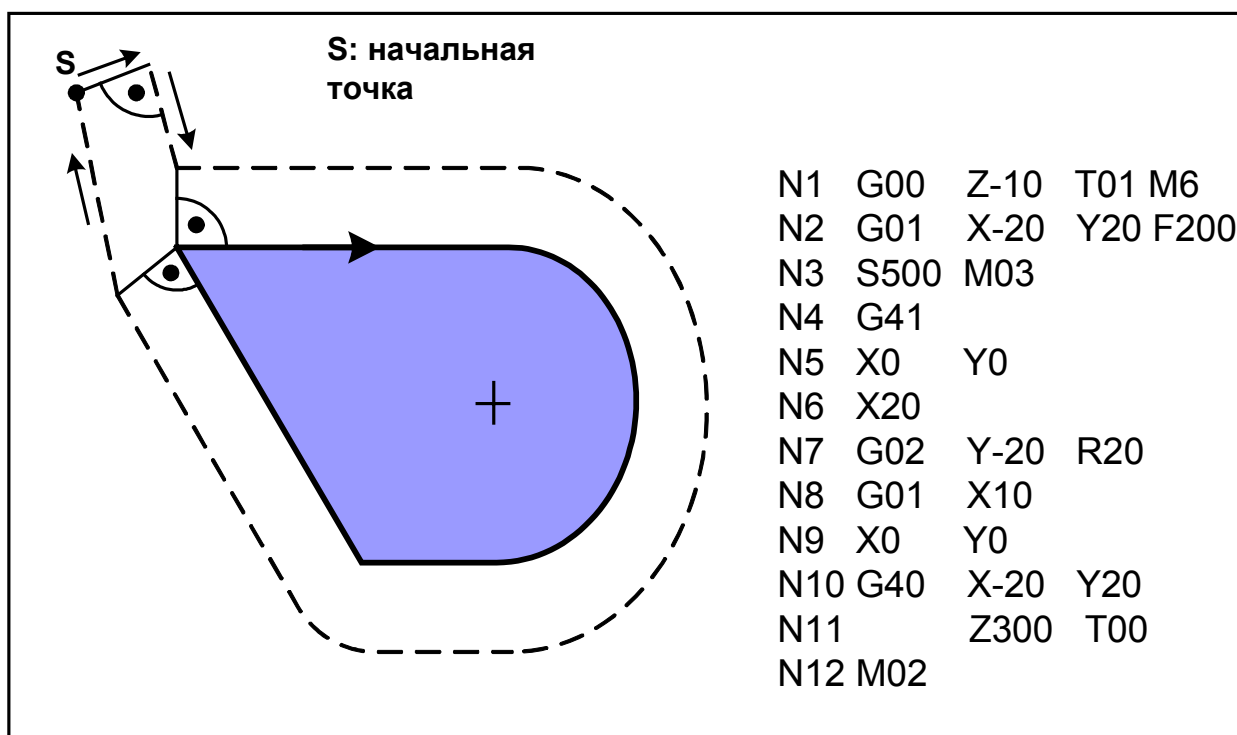 S
S: начальная
точка
N1 G00 Z-10 T01 M6
N2 G01 X-20 Y20 F200
N3 S500 M03
N4 G41
N5 X0 Y0
N6 X20
N7 G02 Y-20 R20
N8 G01 X10
N9 X0 Y0
N10 G40 X-20 Y20
N11 Z300 T00
N12 M02